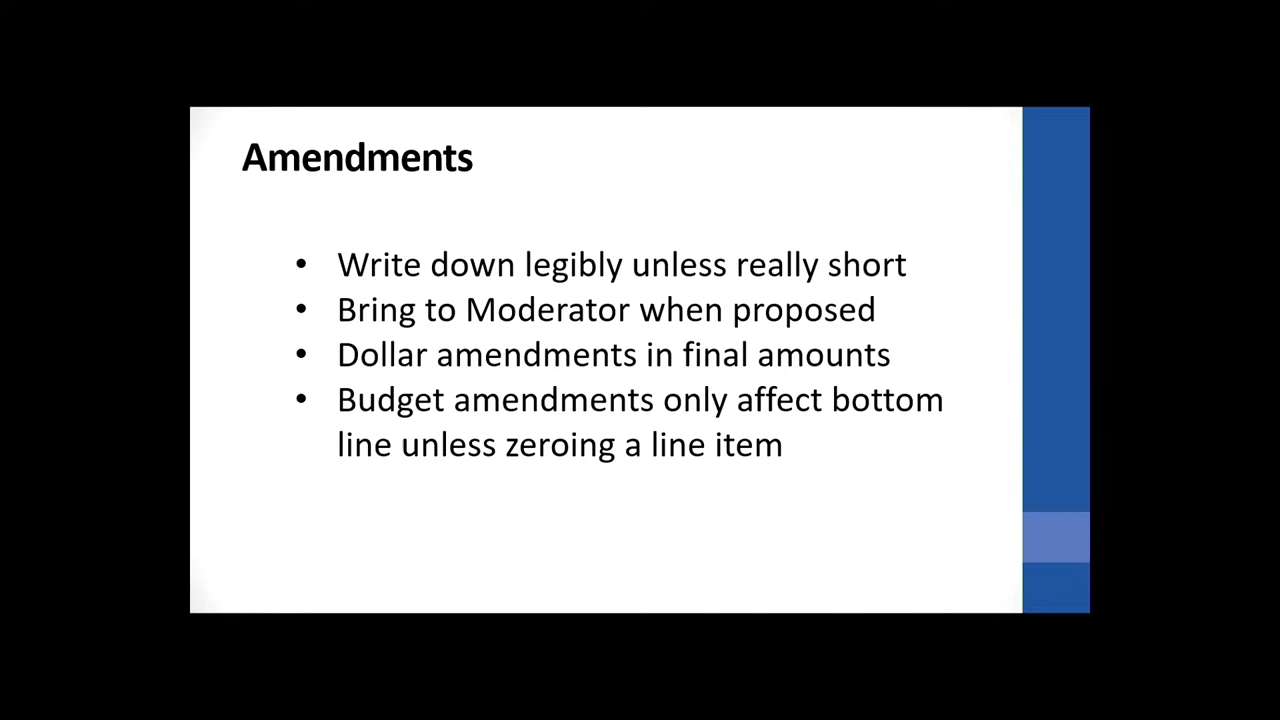 Amendments
• Write down legibly unless really short
• Bring to Moderator when proposed
• Dollar amendments in final amounts
• Budget amendments only affect bottom
line unless zeroing a line item